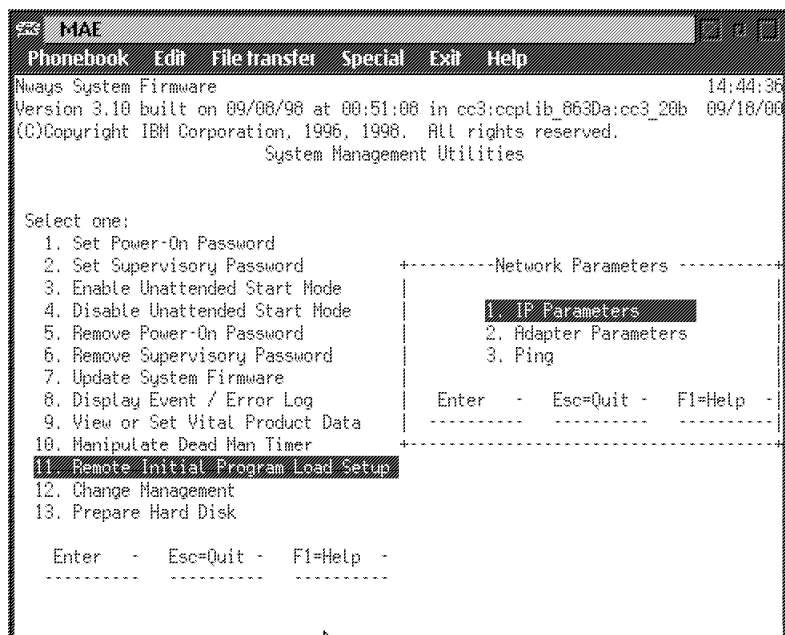 MAE
Phonebook Edit File transfer Special Exit Help
Nways System Firmware 14:44:36
Version 3.10 built on 09/08/98 at 00:51:08 in cc3:ccplib_863Da:cc3_20b 09/18/00
(C)Copyright IBM Corporation, 1996, 1998. All rights reserved.
System Management Utilities
Select one:
1. Set Power-On Password
2. Set Supervisory Password
3. Enable Unattended Start Mode
4. Disable Unattended Start Mode
5. Remove Power-On Password
6. Remove Supervisory Password
7. Update System Firmware
8. Display Event / Error Log
9. View or Set Vital Product Data
10. Manipulate Dead Man Timer
11. Remote Initial Program Load Setup
12. Change Management
13. Prepare Hard Disk
Enter - Esc=Quit - F1=Help -
Network Parameters
1. IP Parameters
2. Adapter Parameters
3. Ping
Enter - Esc=Quit - F1=Help -